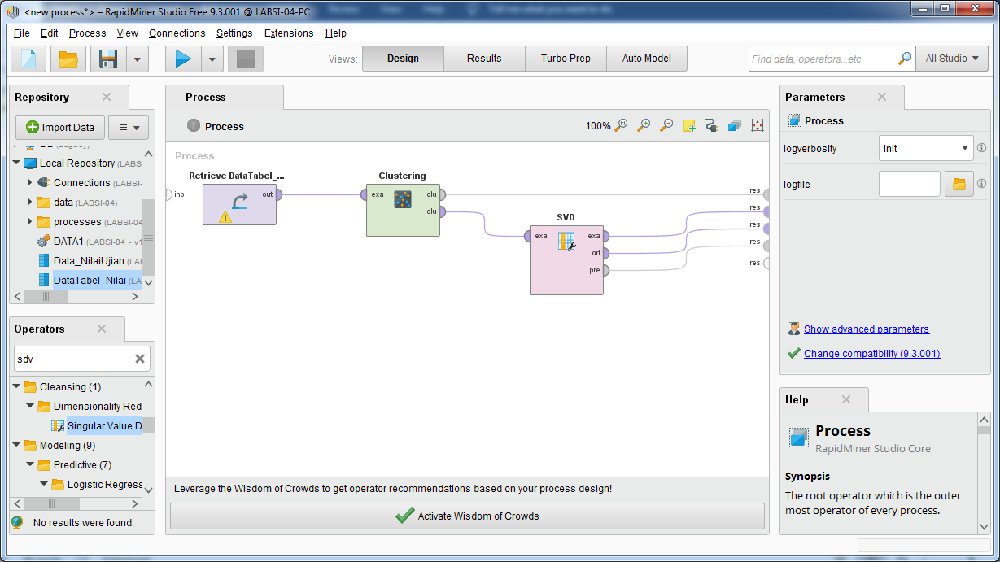 <new process*> – RapidMiner Studio Free 9.3.001 @ LABSI-04-PC
File Edit Process View Connections Settings Extensions Help
Views: Design Results Turbo Prep Auto Model
Find data, operators...etc
All Studio
Repository
Import Data
Local Repository (LABS
Connections (LABSI-
data (LABSI-04)
processes (LABSI-04
DATA1 (LABSI-04 - v1
Data_NilaiUjian (LA
DataTabel_Nilai (LA
Operators
sdv
Cleansing (1)
Dimensionality Red
Singular Value D
Modeling (9)
Predictive (7)
Logistic Regress
No results were found.
Process
Process
100%
Process
Retrieve DataTabel_...
inp
out
Clustering
exa
clu
clu
SVD
exa
exa
ori
pre
res
res
res
res
res
Leverage the Wisdom of Crowds to get operator recommendations based on your process design!
Activate Wisdom of Crowds
Parameters
Process
logverbosity
init
logfile
Show advanced parameters
Change compatibility (9.3.001)
Help
Process
RapidMiner Studio Core
Synopsis
The root operator which is the outer
most operator of every process.